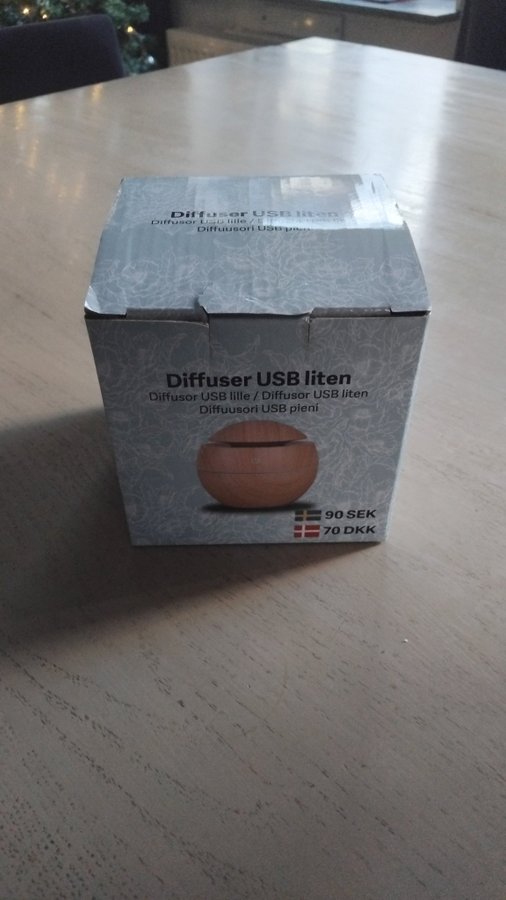 Diffuser USB liten
Diffusor USB lille /
Diffuusori USB pieni
Diffuser USB liten
Diffusor USB lille / Diffusor USB liten
Diffuusori USB pieni
90 SEK
70 DKK